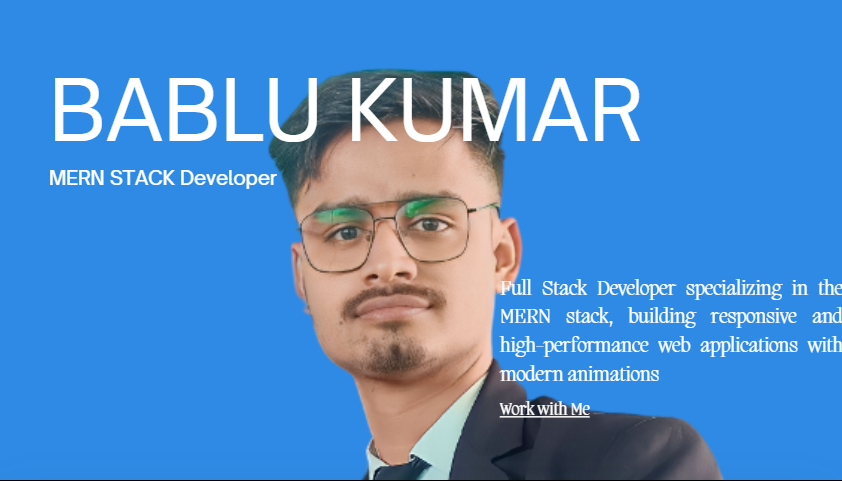 BABLU KUMAR
MERN STACK Developer
Full Stack Developer specializing in the
MERN stack, building responsive and
high-performance web applications with
modern animations
Work with Me